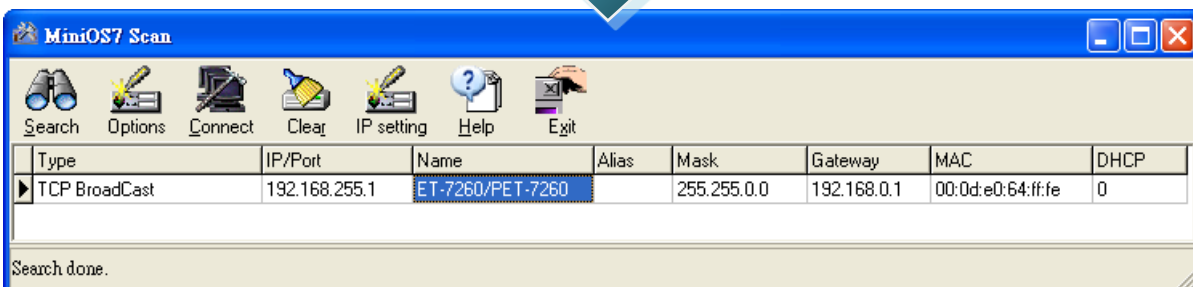 MiniOS7 Scan
Search Options Connect Clear IP setting Help Exit
Type IP/Port Name Alias Mask Gateway MAC DHCP
TCP BroadCast 192.168.255.1 ET-7260/PET-7260 255.255.0.0 192.168.0.1 00:0d:e0:64:ff:fe 0
Search done.